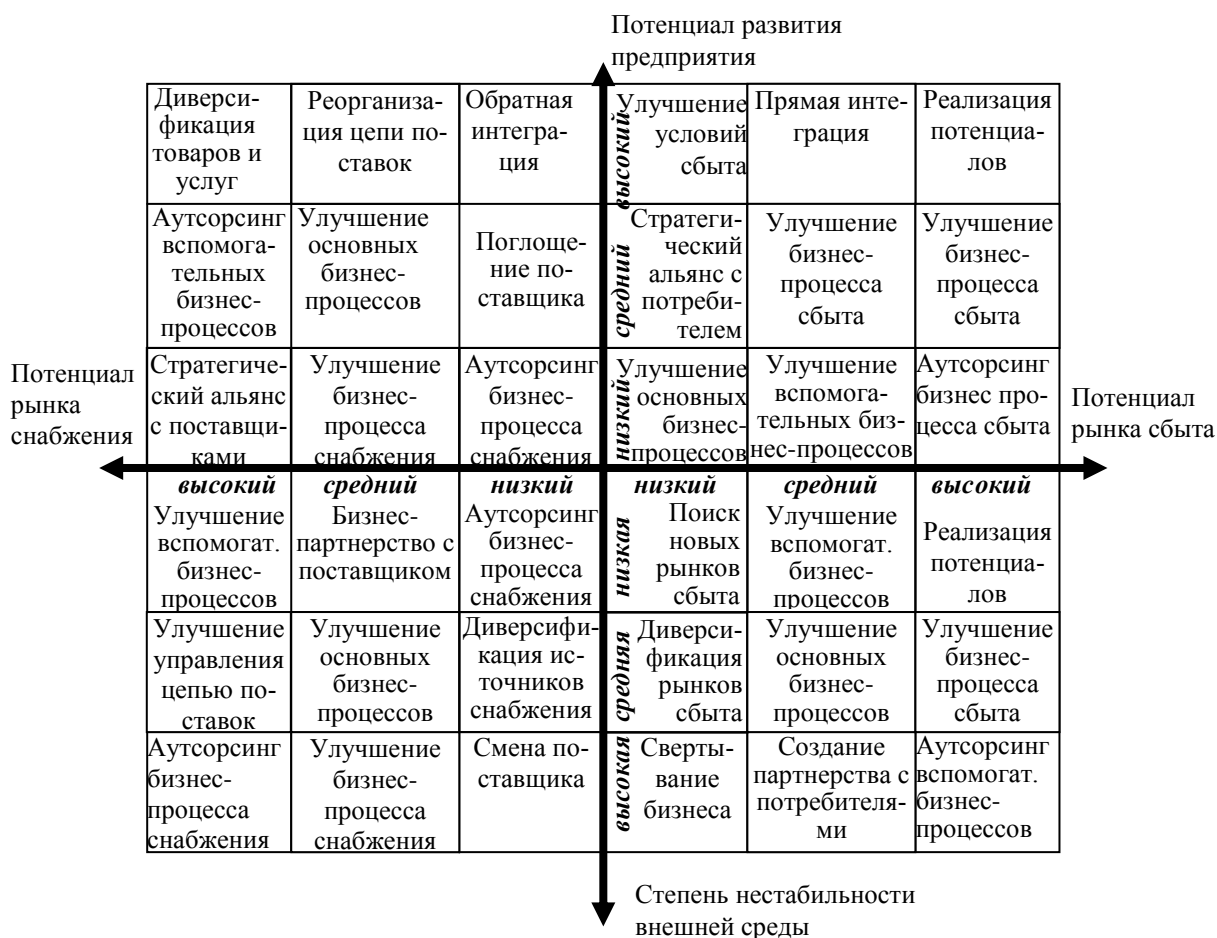 Потенциал развития
предприятия
Диверси-
фикация
товаров и
услуг
Реорганиза-
ция цепи по-
ставок
Обратная
интегра-
ция
высокий
Улучшение
условий
сбыта
Прямая инте-
грация
Реализация
потенциа-
лов
Аутсорсинг
вспомога-
тельных
бизнес-
процессов
Улучшение
основных
бизнес-
процессов
Поглоще-
ние по-
ставщика
средний
Стратеги-
ческий
альянс с
потреби-
телем
Улучшение
бизнес-
процесса
сбыта
Улучшение
бизнес-
процесса
сбыта
Потенциал
рынка
снабжения
Стратегиче-
ский альянс
с поставщи-
ками
Улучшение
бизнес-
процесса
снабжения
Аутсорсинг
бизнес-
процесса
снабжения
низкий
Улучшение
основных
бизнес-
процессов
Улучшение
вспомога-
тельных биз-
нес-процессов
Аутсорсинг
бизнес про-
цесса сбыта
Потенциал
рынка сбыта
высокий
средний
низкий
низкий
средний
высокий
Улучшение
вспомогат.
бизнес-
процессов
Бизнес-
партнерство с
поставщиком
Аутсорсинг
бизнес-
процесса
снабжения
низкая
Поиск
новых
рынков
сбыта
Улучшение
вспомогат.
бизнес-
процессов
Реализация
потенциа-
лов
Улучшение
управления
цепью по-
ставок
Улучшение
основных
бизнес-
процессов
Диверсифи-
кация ис-
точников
снабжения
средняя
Диверси-
фикация
рынков
сбыта
Улучшение
основных
бизнес-
процессов
Улучшение
бизнес-
процесса
сбыта
Аутсорсинг
бизнес-
процесса
снабжения
Улучшение
бизнес-
процесса
снабжения
Смена по-
ставщика
высокая
Сверты-
вание
бизнеса
Создание
партнерства с
потребителя-
ми
Аутсорсинг
вспомогат.
бизнес-
процессов
Степень нестабильности
внешней среды